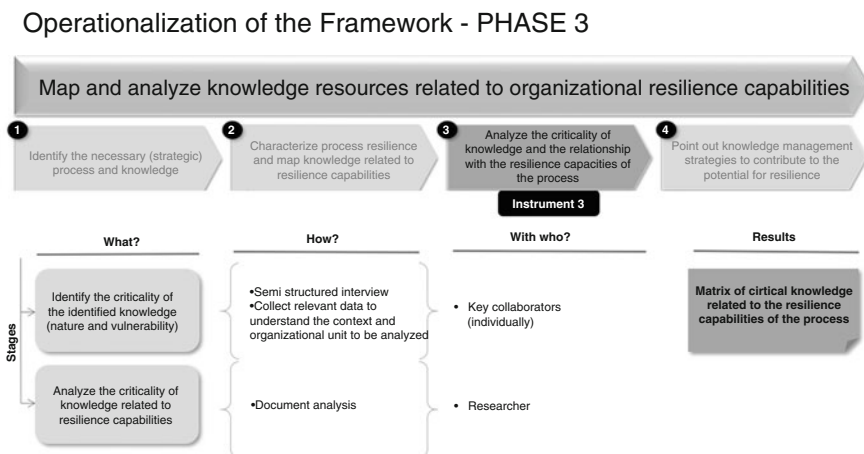 Operationalization of the Framework - PHASE 3
Map and analyze knowledge resources related to organizational resilience capabilities
1
Identify the necessary (strategic)
process and knowledge
2
Characterize process resilience
and map knowledge related to
resilience capabilities
3
Analyze the criticality of
knowledge and the relationship
with the resilience capacities of
the process
Instrument 3
4
Point out knowledge management
strategies to contribute to the
potential for resilience
What?
How?
With who?
Results
Stages
Identify the criticality of
the identified knowledge
(nature and vulnerability)
•Semi structured interview
•Collect relevant data to
understand the context and
organizational unit to be analyzed
• Key collaborators
(individually)
Matrix of cirtical knowledge
related to the resilience
capabilities of the process
Analyze the criticality of
knowledge related to
resilience capabilities
•Document analysis
• Researcher